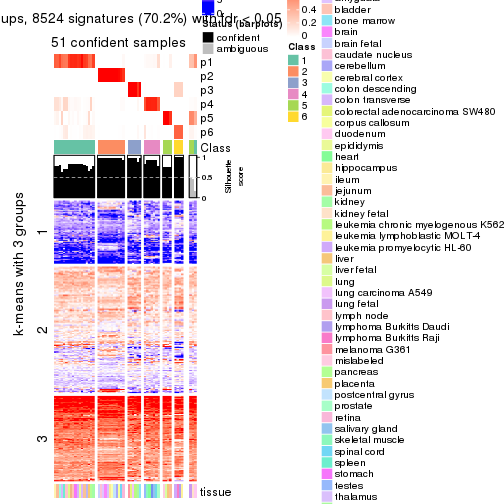 ups, 8524 signatures (70.2%) with fdr < 0.05
51 confident samples
p1
p2
p3
p4
p5
p6
Class
1
0.5
0
Silhouette
score
k-means with 3 groups
1
2
3
tissue
0
Status (barplots)
confident
ambiguous
0.4
0.2
0
Class
1
2
3
4
5
6
bladder
bone marrow
brain
brain fetal
caudate nucleus
cerebellum
cerebral cortex
colon descending
colon transverse
colorectal adenocarcinoma SW480
corpus callosum
duodenum
epididymis
heart
hippocampus
ileum
jejunum
kidney
kidney fetal
leukemia chronic myelogenous K562
leukemia lymphoblastic MOLT-4
leukemia promyelocytic HL-60
liver
liver fetal
lung
lung carcinoma A549
lung fetal
lymph node
lymphoma Burkitts Daudi
lymphoma Burkitts Raji
melanoma G361
mislabeled
pancreas
placenta
postcentral gyrus
prostate
retina
salivary gland
skeletal muscle
spinal cord
spleen
stomach
testes
thalamus